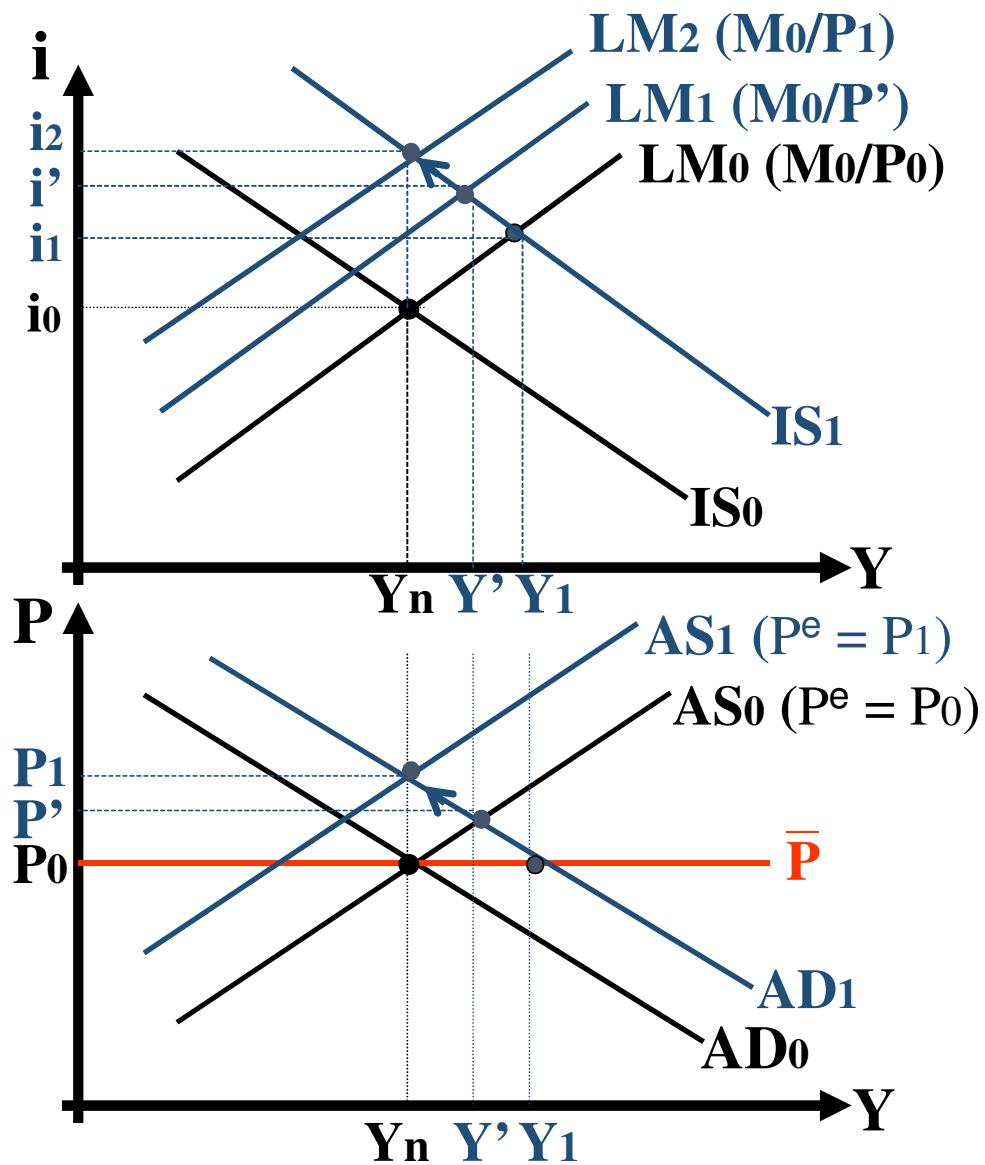 i
LM2 (M0/P1)
LM1 (M0/P’)
LM0 (M0/P0)
i2
i’
i1
i0
IS1
IS0
Y
Yn Y’ Y1
P
AS1 (Pe = P1)
AS0 (Pe = P0)
P1
P’
P0
P̅
AD1
AD0
Y
Yn Y’ Y1